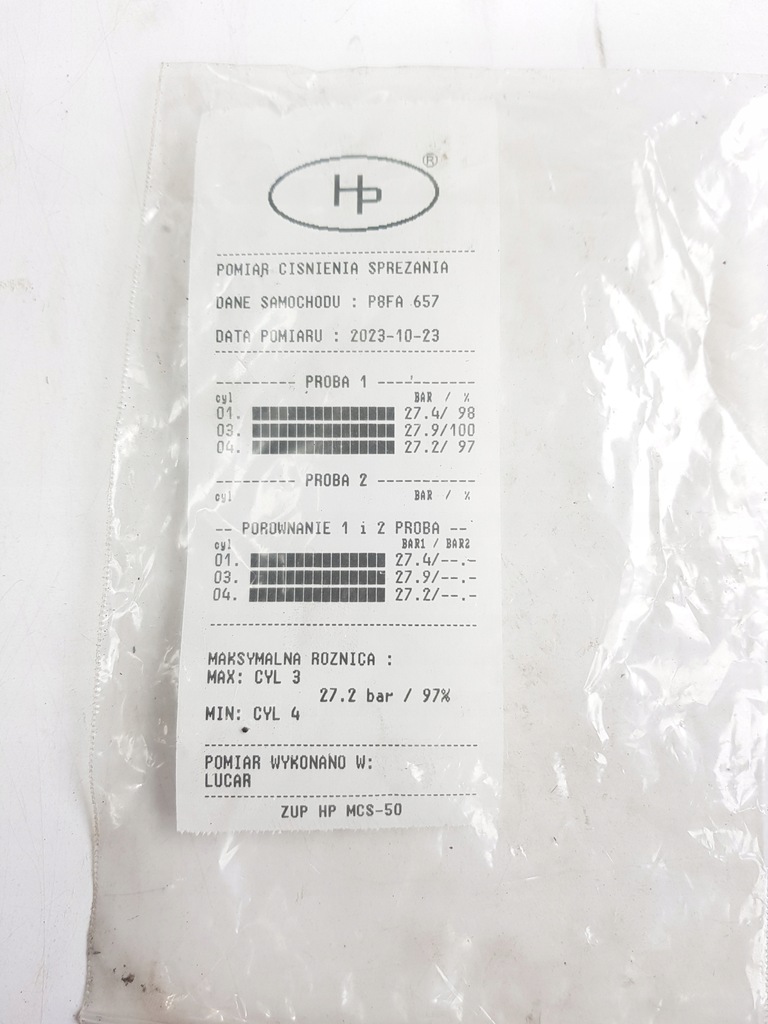 HP ®
POMIAR CISNIENIA SPREZANIA
DANE SAMOCHODU : P8FA 657
DATA POMIARU : 2023-10-23
--------- PROBA 1 -----------
cyl BAR / %
01. 27.4/ 98
03. 27.9/100
04. 27.2/ 97
--------- PROBA 2 -----------
cyl BAR / %
-- POROWNANIE 1 i 2 PROBA --
cyl BAR1 / BAR2
01. 27.4/--.-
03. 27.9/--.-
04. 27.2/--.-
MAKSYMALNA ROZNICA :
MAX: CYL 3
27.2 bar / 97%
MIN: CYL 4
POMIAR WYKONANO W:
LUCAR
ZUP HP MCS-50